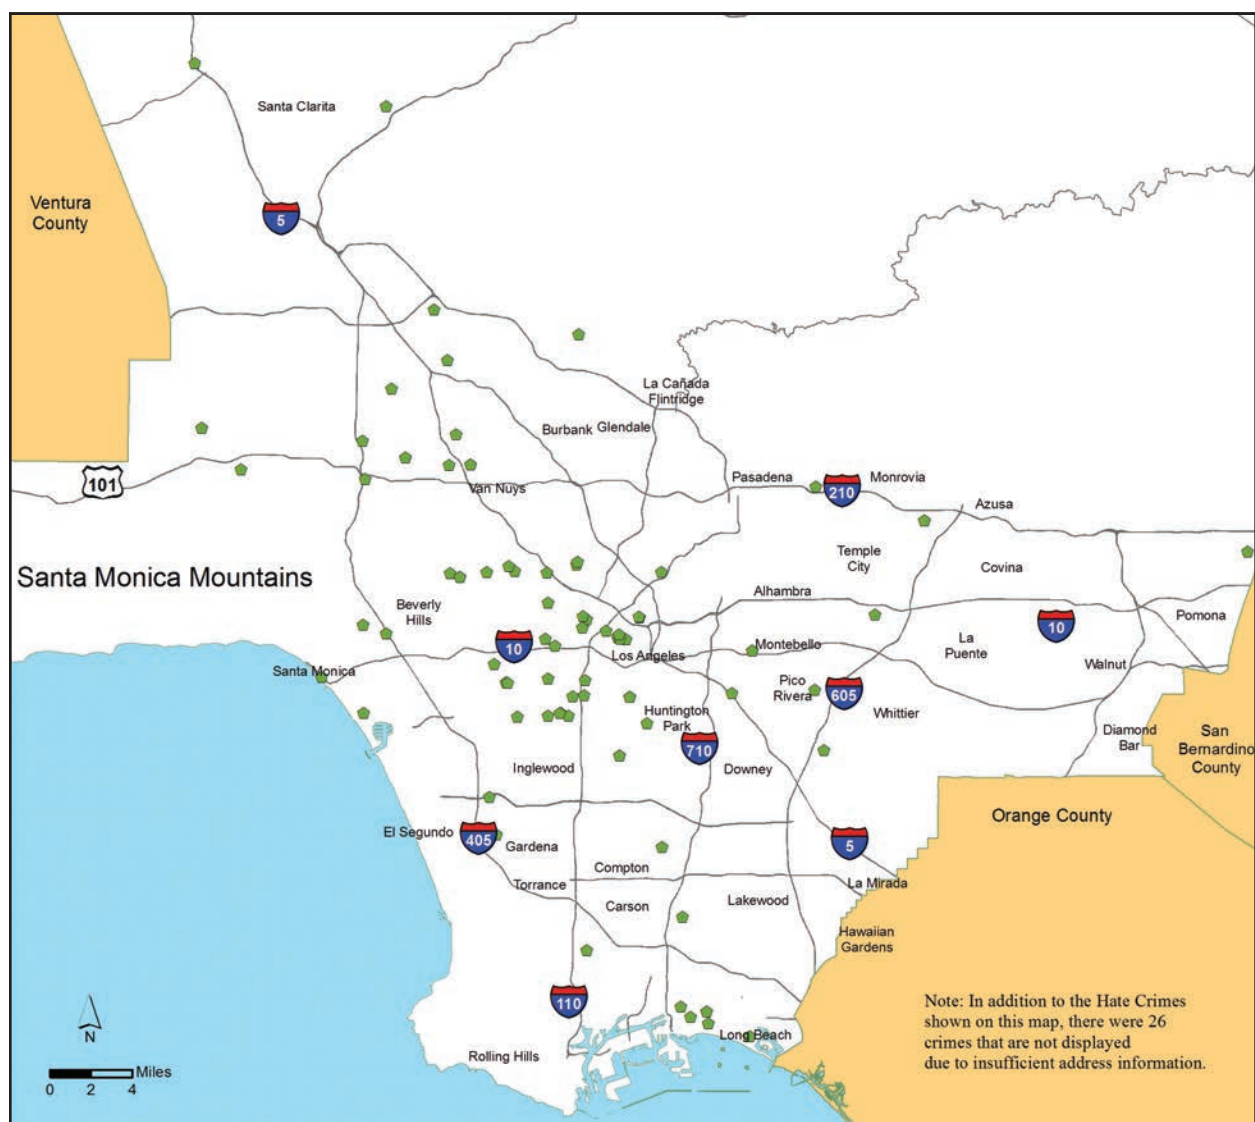 Santa Clarita
Ventura
County
5
La Cañada
Flintridge
Burbank
Glendale
101
Van Nuys
Pasadena
210
Monrovia
Azusa
Santa Monica Mountains
Temple
City
Covina
Beverly
Hills
Alhambra
Pomona
10
10
Los Angeles
Montebello
La
Puente
Walnut
Santa Monica
Pico
Rivera
605
Whittier
Huntington
Park
710
Diamond
Bar
San
Bernardino
County
Inglewood
Downey
Orange County
El Segundo
405
Gardena
5
Compton
Torrance
La Mirada
Carson
Lakewood
Hawaiian
Gardens
110
Note: In addition to the Hate Crimes
shown on this map, there were 26
crimes that are not displayed
due to insufficient address information.
N
Long Beach
Rolling Hills
Miles
0 2 4